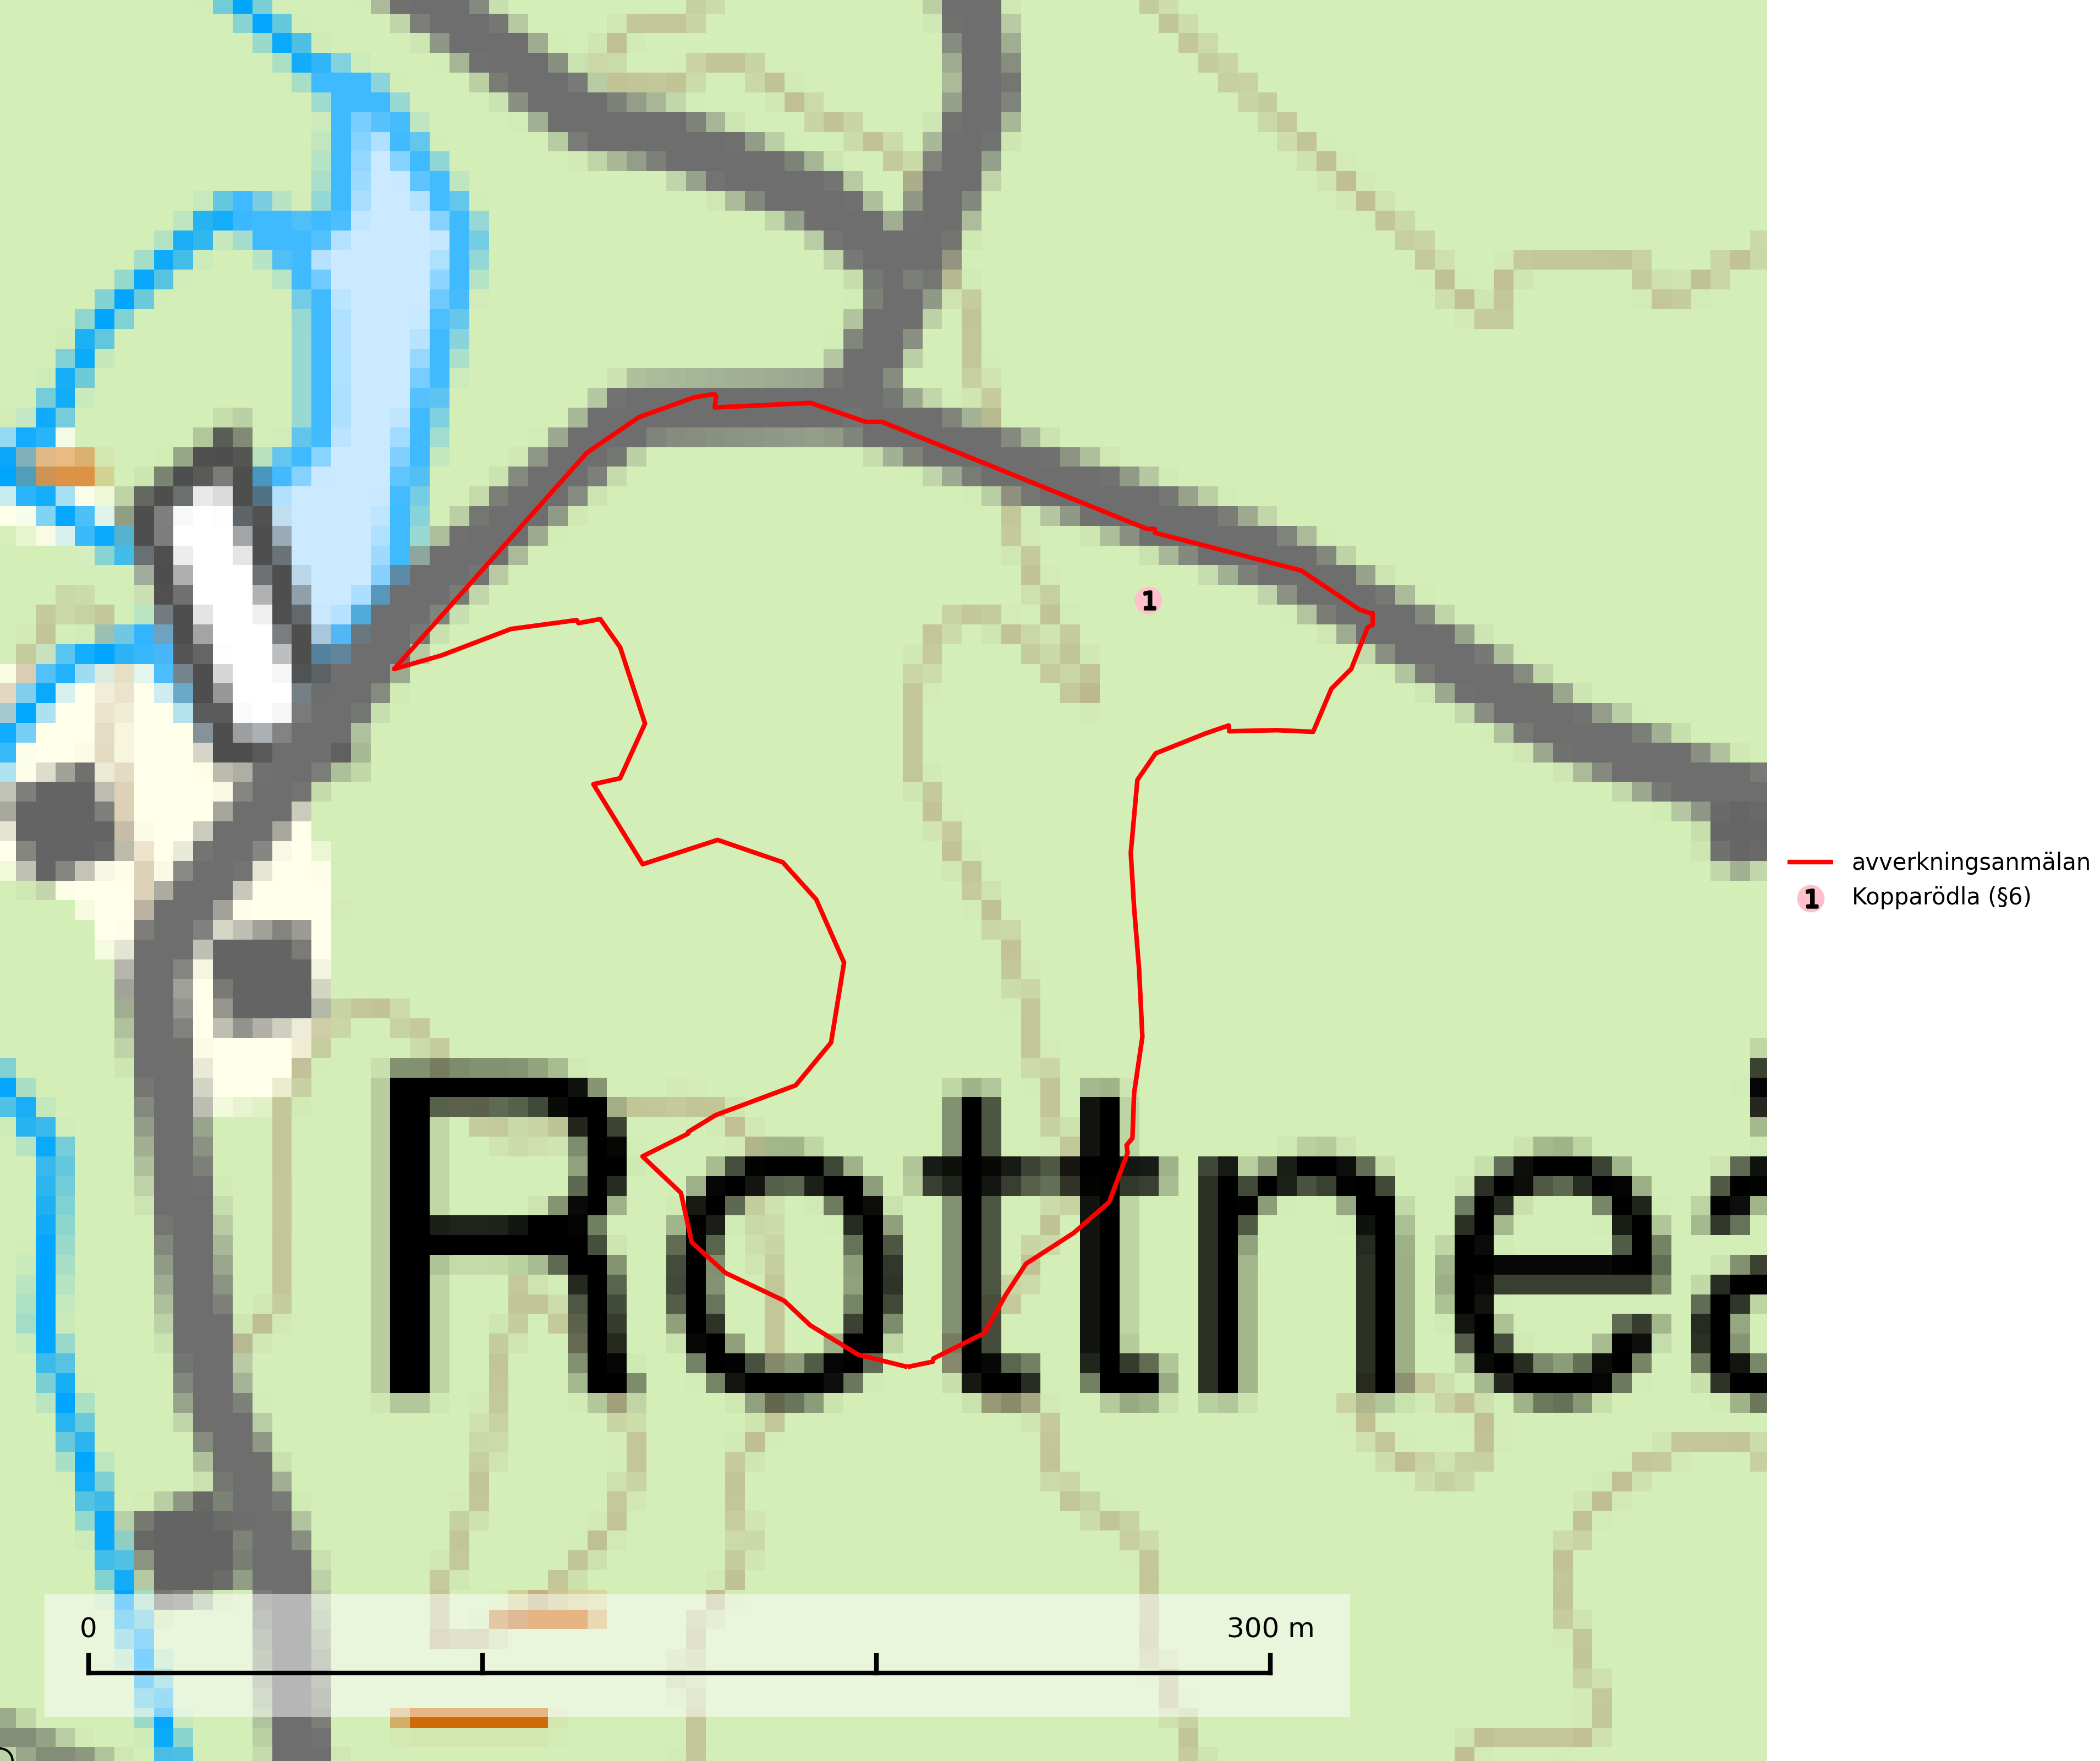 1
avverkningsanmälan
1 Kopparödla (§6)
Rottne
0 300 m